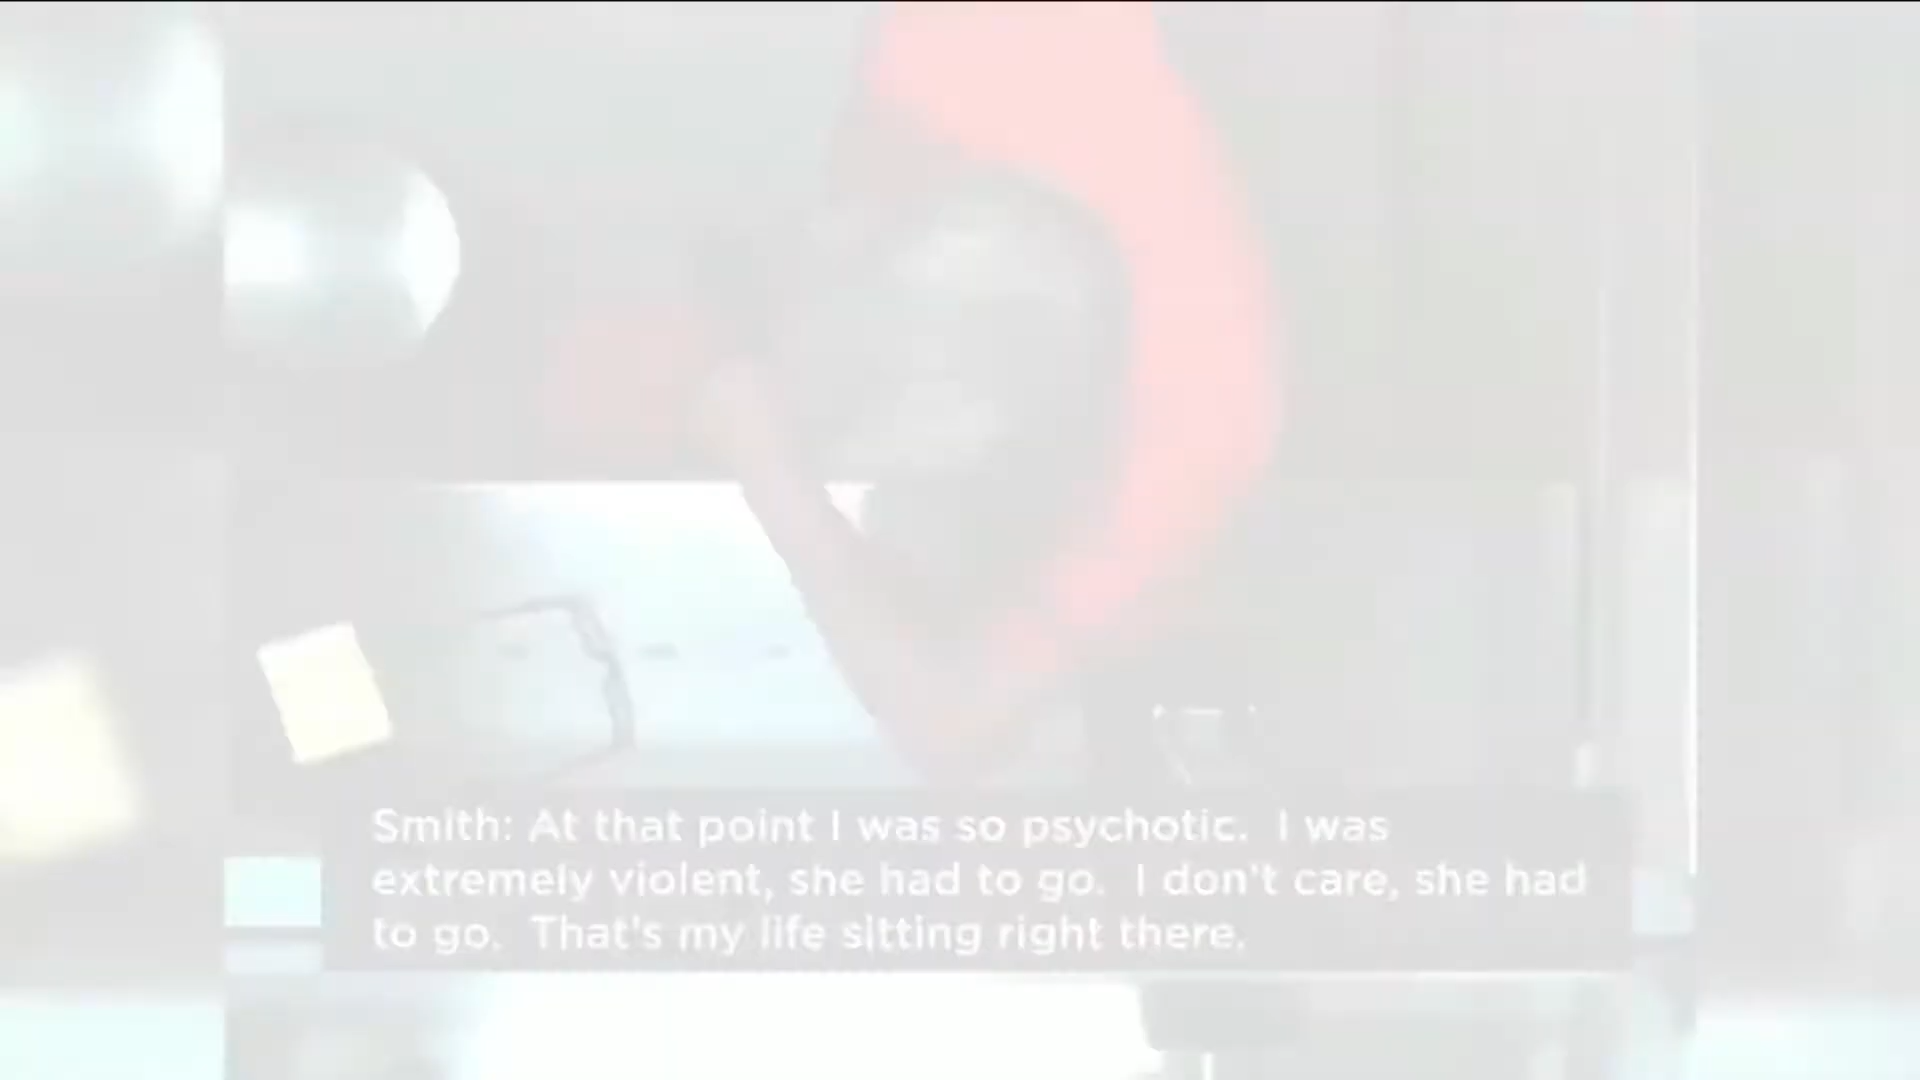 Smith: At that point I was so psychotic. I was
extremely violent, she had to go. I don't care, she had
to go. That's my life sitting right there.